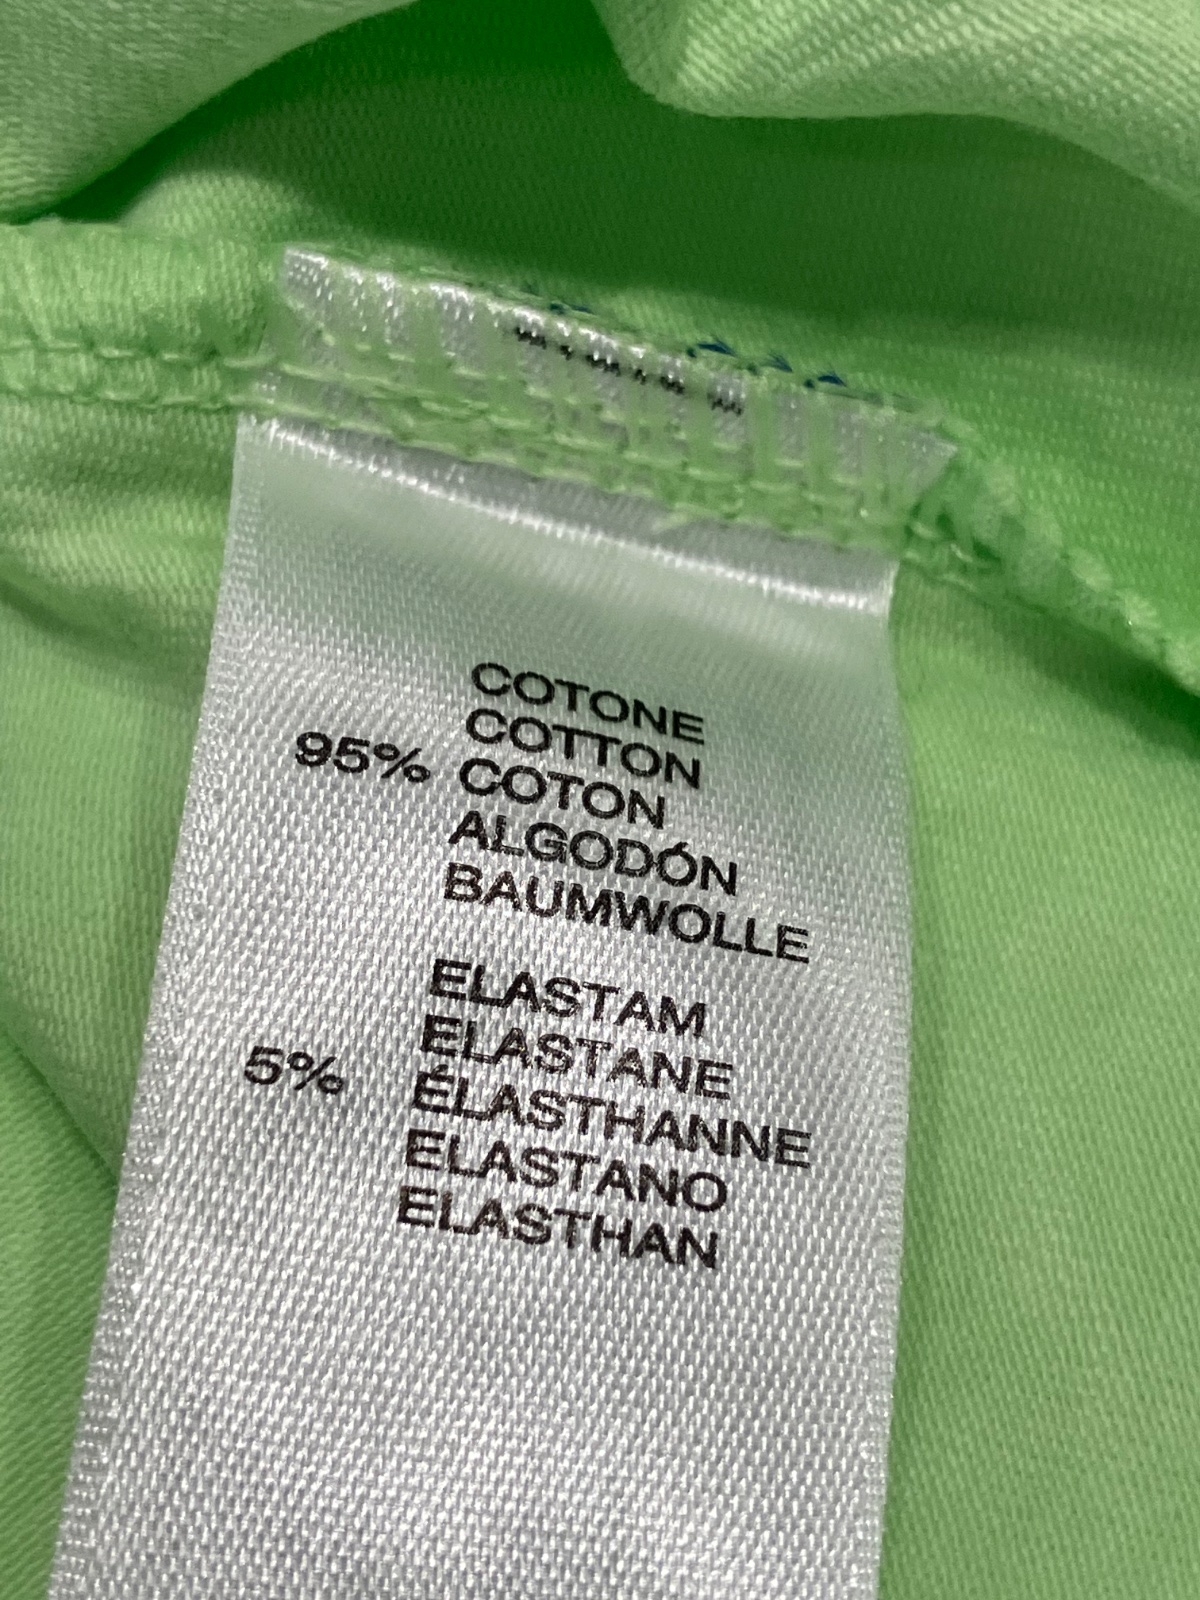 COTONE
COTTON
95% COTON
ALGODÓN
BAUMWOLLE
ELASTAM
ELASTANE
5% ÉLASTHANNE
ELASTANO
ELASTHAN